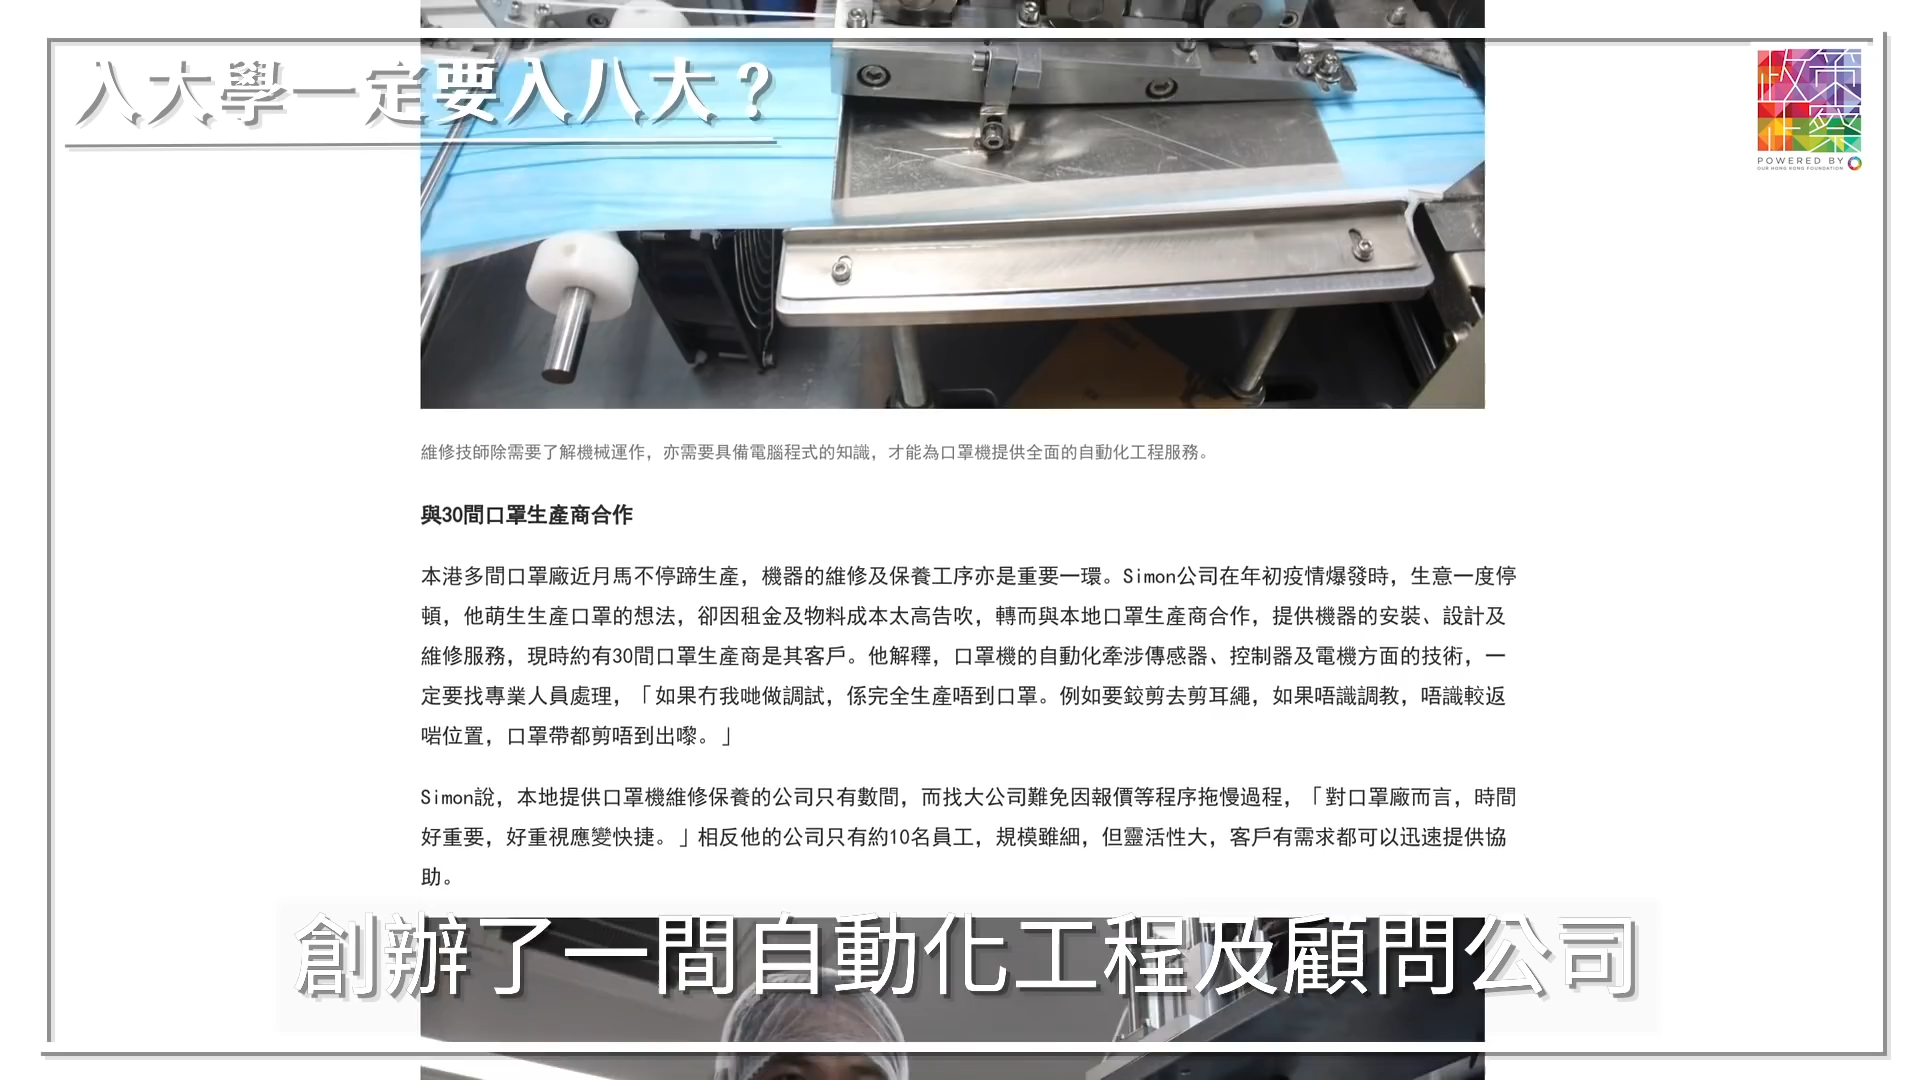 入大學一定要入八大？
政策
止蔡
POWERED BY
OUR HONG KONG FOUNDATION
維修技師除需要了解機械運作，亦需要具備電腦程式的知識，才能為口罩機提供全面的自動化工程服務。
與30間口罩生產商合作
本港多間口罩廠近月馬不停蹄生產，機器的維修及保養工序亦是重要一環。Simon公司在年初疫情爆發時，生意一度停
頓，他萌生生產口罩的想法，卻因租金及物料成本太高告吹，轉而與本地口罩生產商合作，提供機器的安裝、設計及
維修服務，現時約有30間口罩生產商是其客戶。他解釋，口罩機的自動化牽涉傳感器、控制器及電機方面的技術，一
定要找專業人員處理，「如果冇我哋做調試，係完全生產唔到口罩。例如要鉸剪去剪耳繩，如果唔識調教，唔識較返
啱位置，口罩帶都剪唔到出嚟。」
Simon說，本地提供口罩機維修保養的公司只有數間，而找大公司難免因報價等程序拖慢過程，「對口罩廠而言，時間
好重要，好重視應變快捷。」相反他的公司只有約10名員工，規模雖細，但靈活性大，客戶有需求都可以迅速提供協
助。
創辦了一間自動化工程及顧問公司